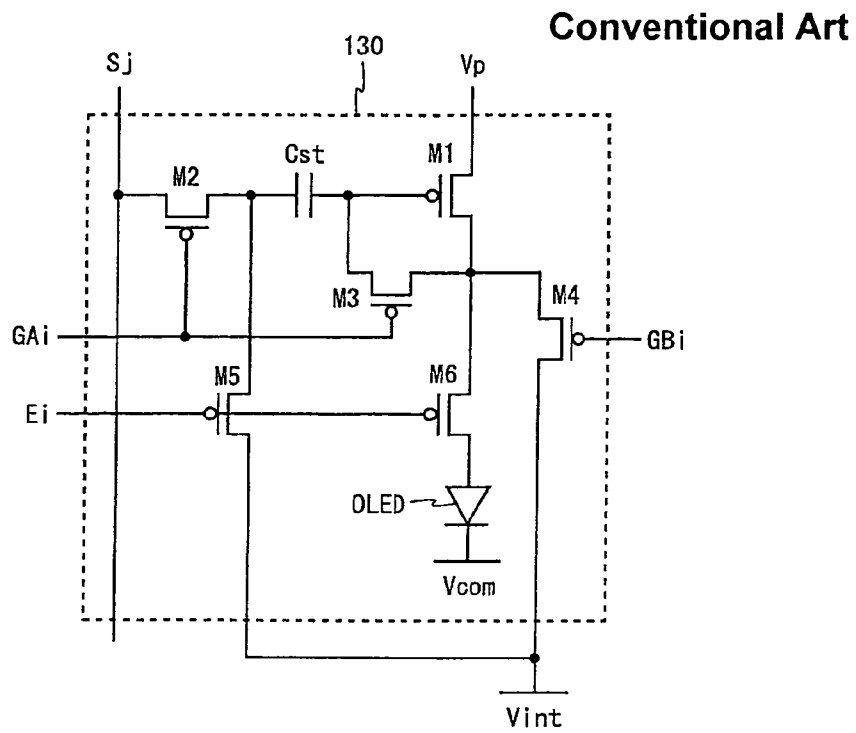 Conventional Art
130
Sj
Vp
Cst
M1
M2
M3
M4
GAi
GBi
M5
M6
Ei
OLED
Vcom
Vint